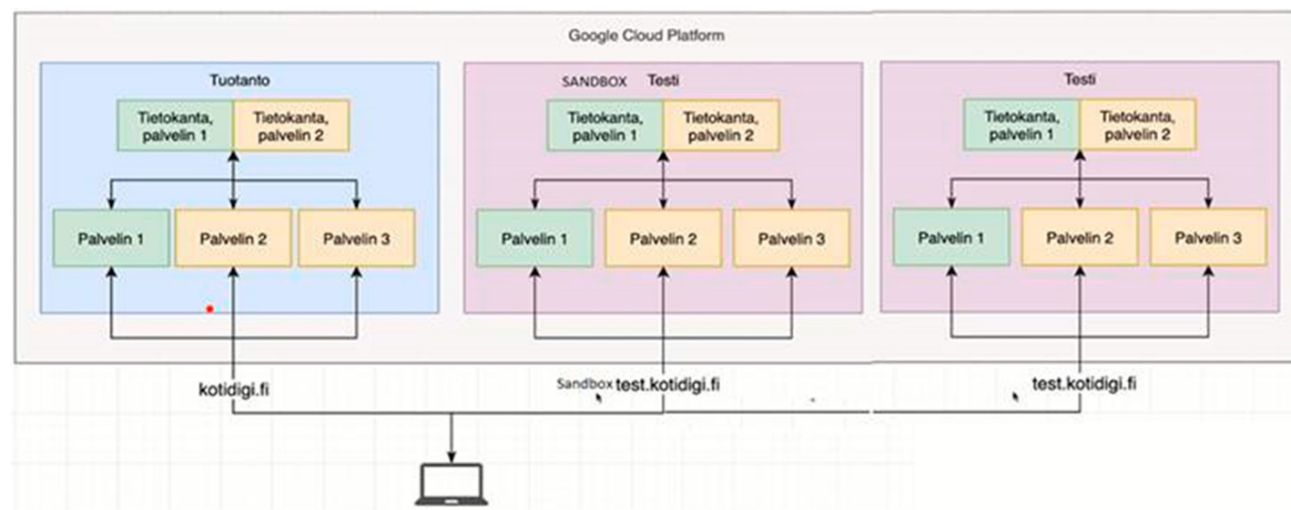 Google Cloud Platform
Tuotanto
Tietokanta,
palvelin 1
Tietokanta,
palvelin 2
Palvelin 1
Palvelin 2
Palvelin 3
kotidigi.fi
SANDBOX Testi
Tietokanta,
palvelin 1
Tietokanta,
palvelin 2
Palvelin 1
Palvelin 2
Palvelin 3
Sandbox test.kotidigi.fi
Testi
Tietokanta,
palvelin 1
Tietokanta,
palvelin 2
Palvelin 1
Palvelin 2
Palvelin 3
test.kotidigi.fi